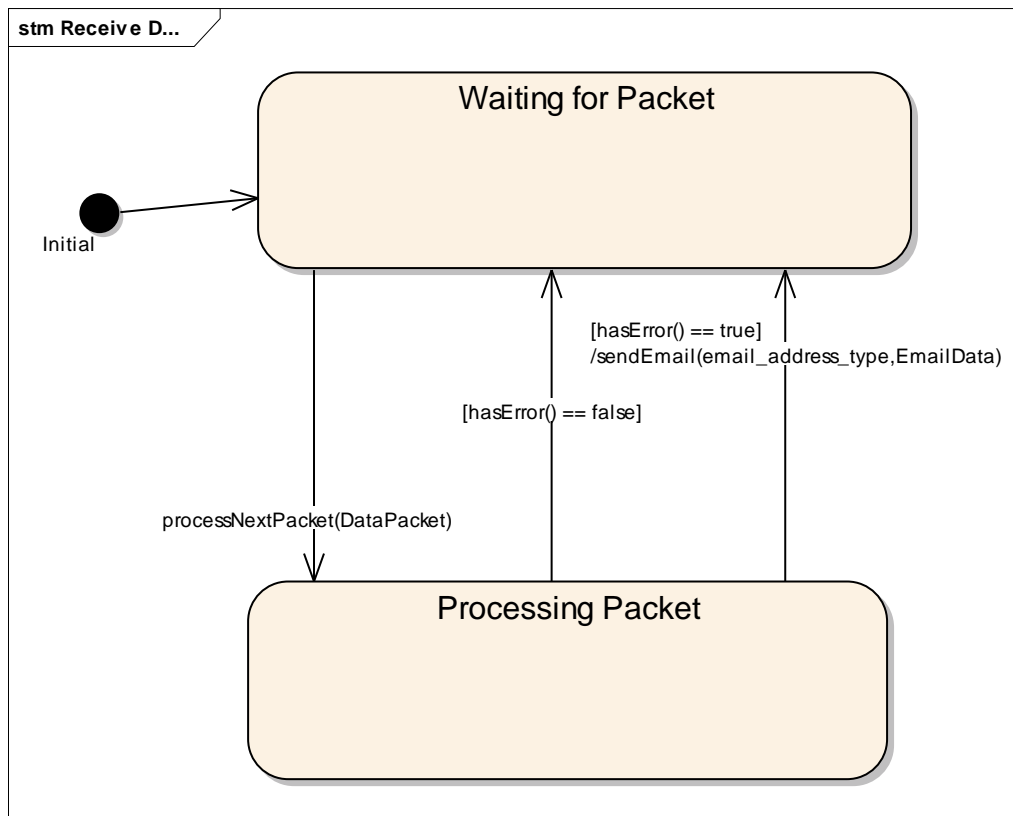 stm Receive D...
Waiting for Packet
Initial
[hasError() == true]
/sendEmail(email_address_type,EmailData)
[hasError() == false]
processNextPacket(DataPacket)
Processing Packet